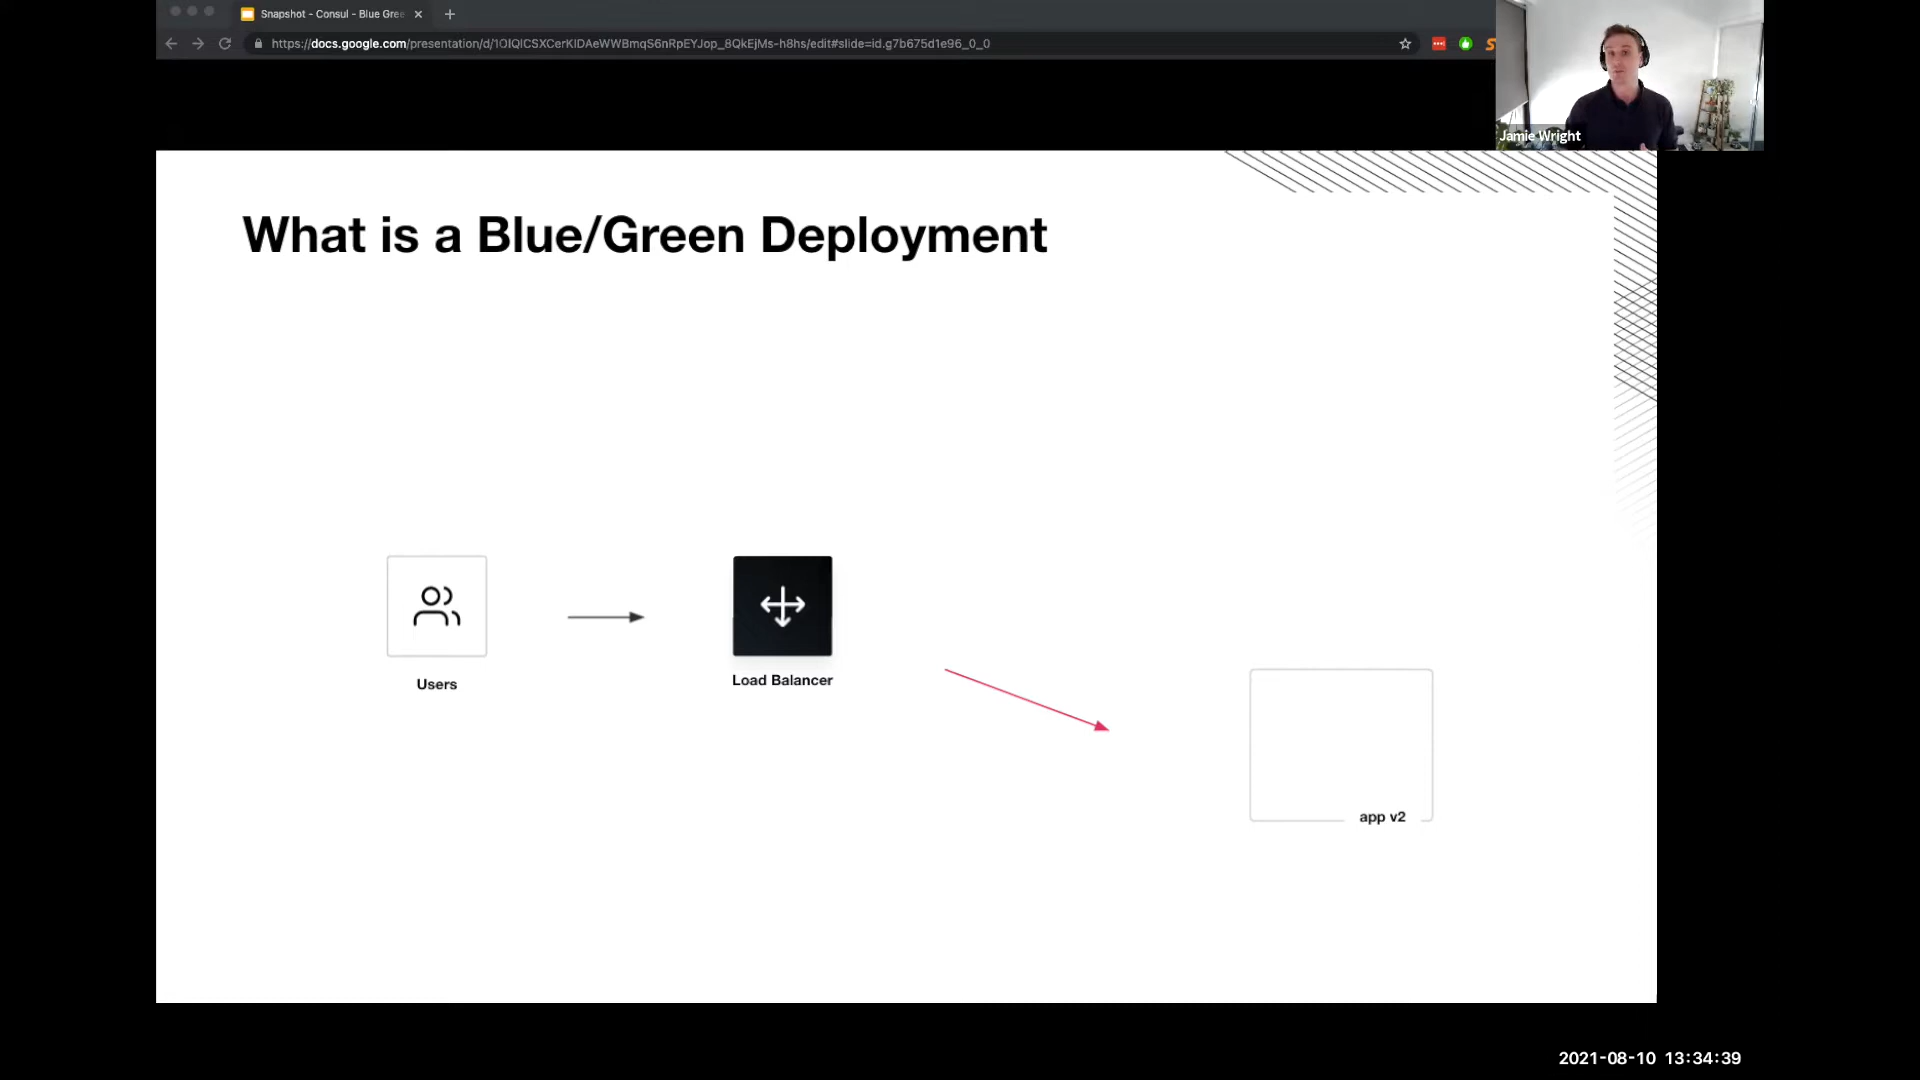 Snapshot - Consul - Blue Gree
https://docs.google.com/presentation/d/1OIQICSXCerKIDAeWWBmqS6nRpEYJop_8QkEjMs-h8hs/edit#slide=id.g7b675d1e96_0_0
Jamie Wright
What is a Blue/Green Deployment
Users
Load Balancer
app v2
2021-08-10 13:34:39